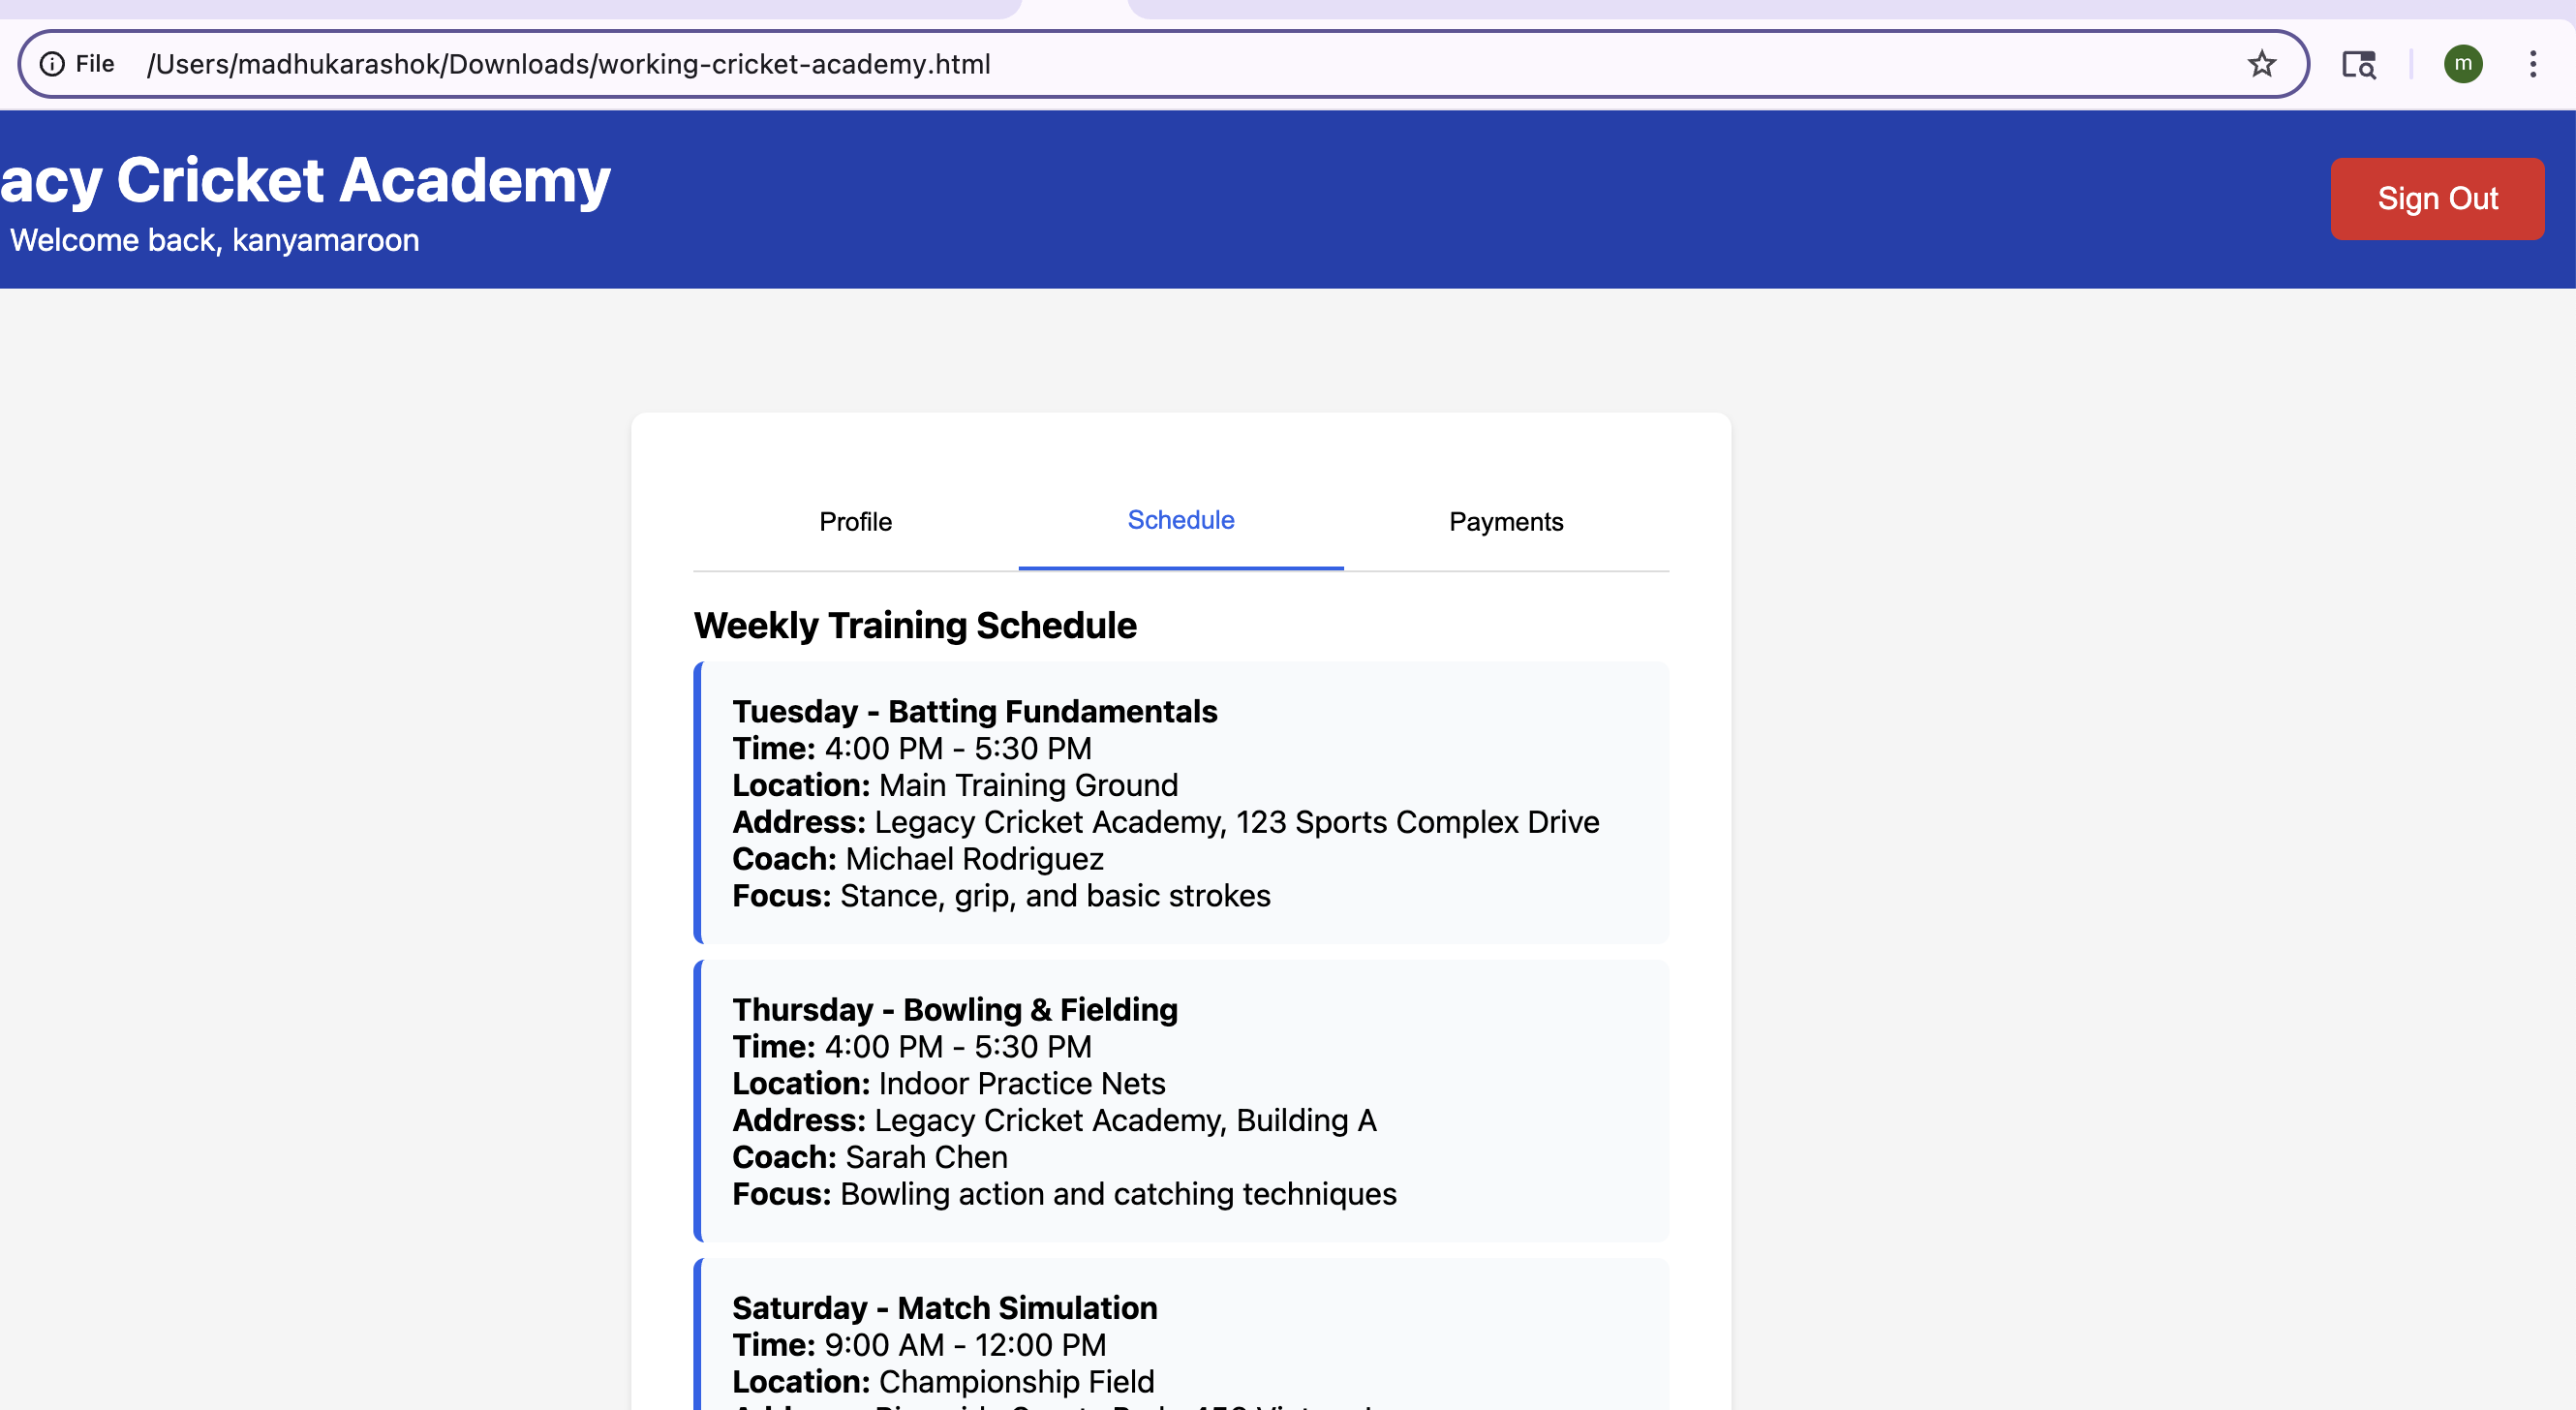 File /Users/madhukarashok/Downloads/working-cricket-academy.html
m
acy Cricket Academy
Welcome back, kanyamaroon
Sign Out
Profile Schedule Payments
Weekly Training Schedule
Tuesday - Batting Fundamentals
Time: 4:00 PM - 5:30 PM
Location: Main Training Ground
Address: Legacy Cricket Academy, 123 Sports Complex Drive
Coach: Michael Rodriguez
Focus: Stance, grip, and basic strokes
Thursday - Bowling & Fielding
Time: 4:00 PM - 5:30 PM
Location: Indoor Practice Nets
Address: Legacy Cricket Academy, Building A
Coach: Sarah Chen
Focus: Bowling action and catching techniques
Saturday - Match Simulation
Time: 9:00 AM - 12:00 PM
Location: Championship Field